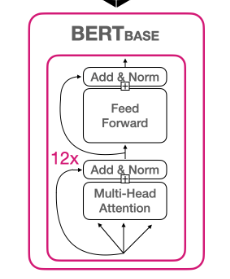 BERTBASE
Add & Norm
Feed
Forward
12x
Add & Norm
Multi-Head
Attention